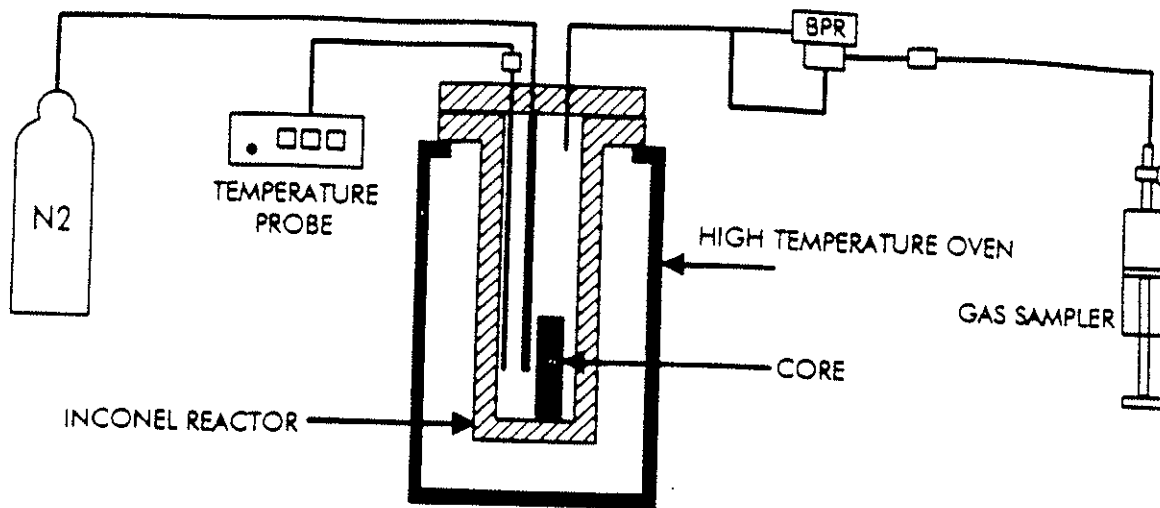 BPR
N2
TEMPERATURE
PROBE
HIGH TEMPERATURE OVEN
GAS SAMPLER
CORE
INCONEL REACTOR